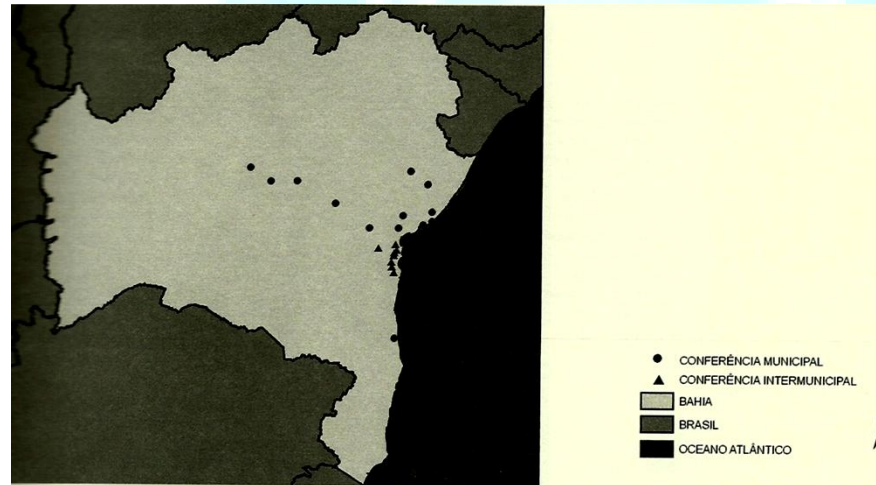 CONFERÊNCIA MUNICIPAL
CONFERÊNCIA INTERMUNICIPAL
BAHIA
BRASIL
OCEANO ATLÂNTICO